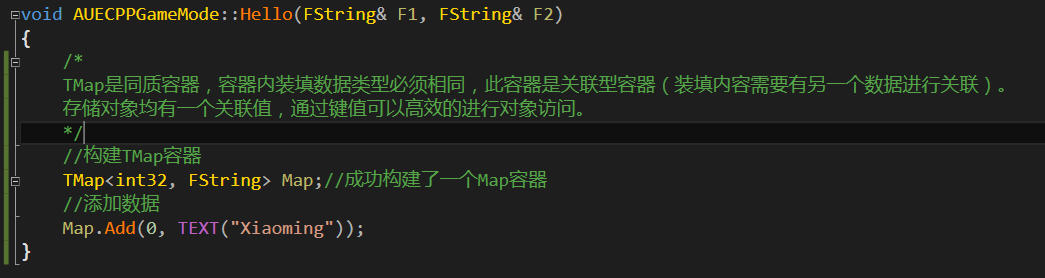 void AUECPPGameMode::Hello(FString& F1, FString& F2)
{
/*
TMap是同质容器，容器内装填数据类型必须相同，此容器是关联型容器（装填内容需要有另一个数据进行关联）。
存储对象均有一个关联值，通过键值可以高效的进行对象访问。
*/
//构建TMap容器
TMap<int32, FString> Map;//成功构建了一个Map容器
//添加数据
Map.Add(0, TEXT("Xiaoming"));
}